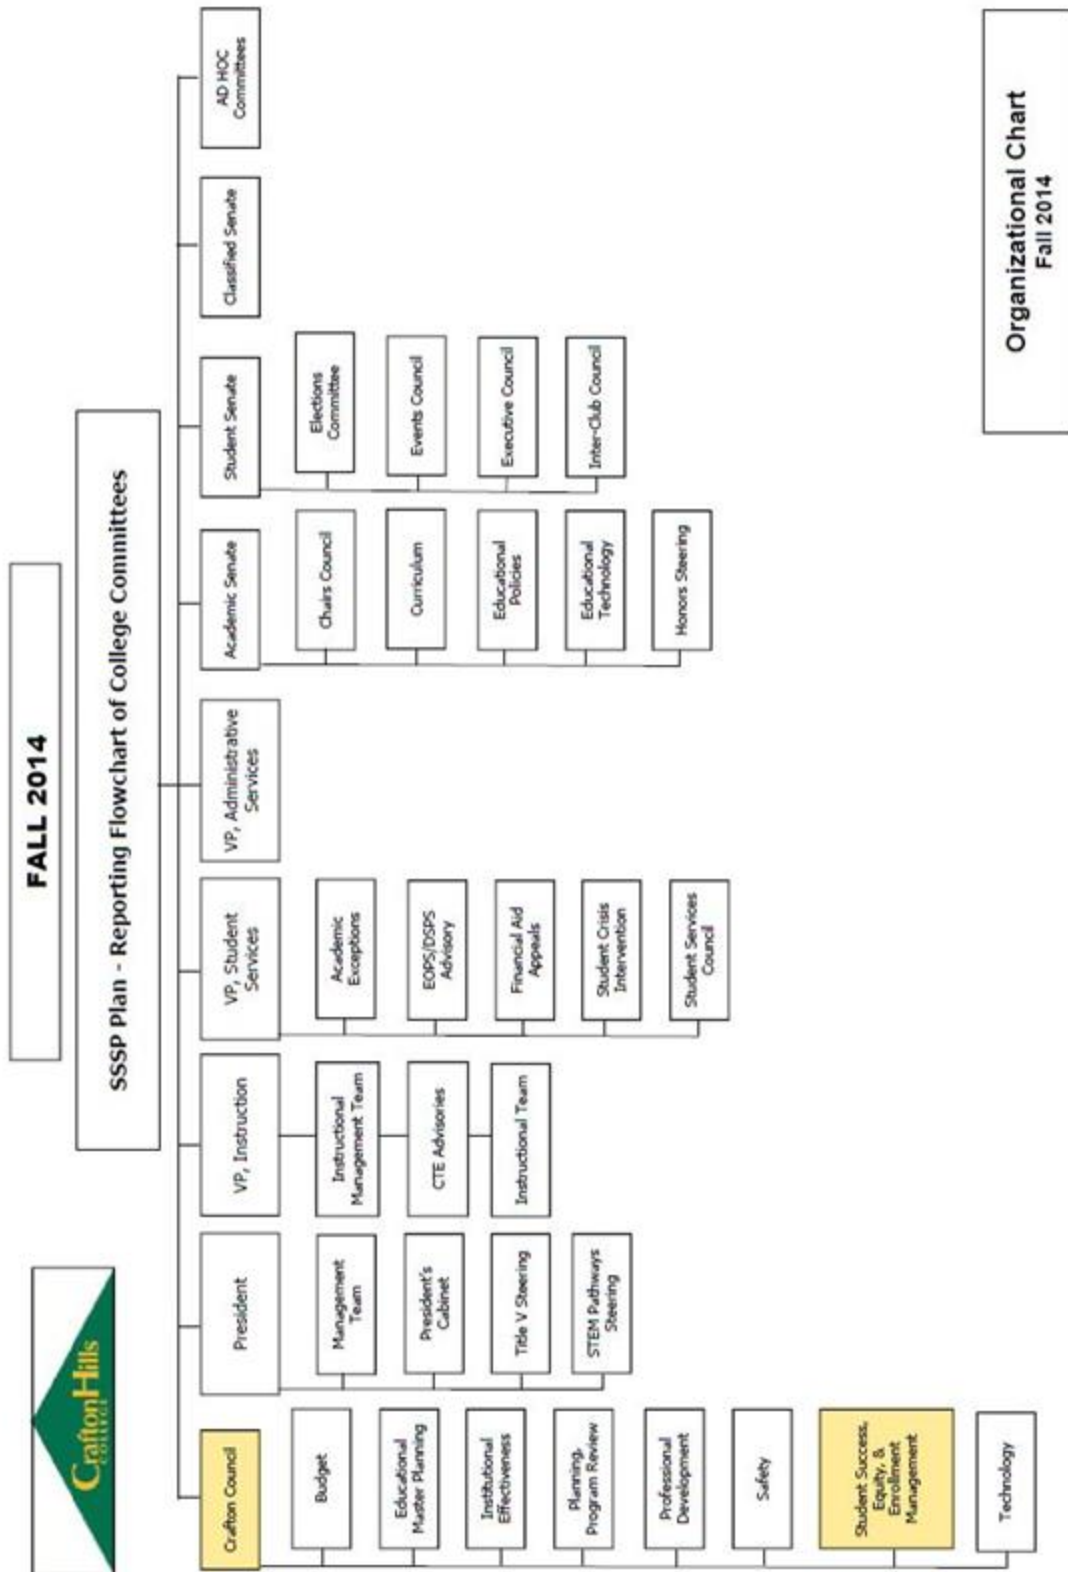 FALL 2014
Crafton Hills
COLLEGE
SSSP Plan - Reporting Flowchart of College Committees
Crafton Council
Budget
Educational
Master Planning
Institutional
Effectiveness
Planning,
Program Review
Professional
Development
Safety
Student Success,
Equity, &
Enrollment
Management
Technology
President
Management
Team
President's
Cabinet
Title V Steering
STEM Pathways
Steering
VP, Instruction
Instructional
Management Team
CTE Advisories
Instructional Team
VP, Student
Services
Academic
Exceptions
EOPS/DSPS
Advisory
Financial Aid
Appeals
Student Crisis
Intervention
Student Services
Council
VP, Administrative
Services
Academic Senate
Chairs Council
Curriculum
Educational
Policies
Educational
Technology
Honors Steering
Student Senate
Elections
Committee
Events Council
Executive Council
Inter-Club Council
Classified Senate
AD HOC
Committees
Organizational Chart
Fall 2014